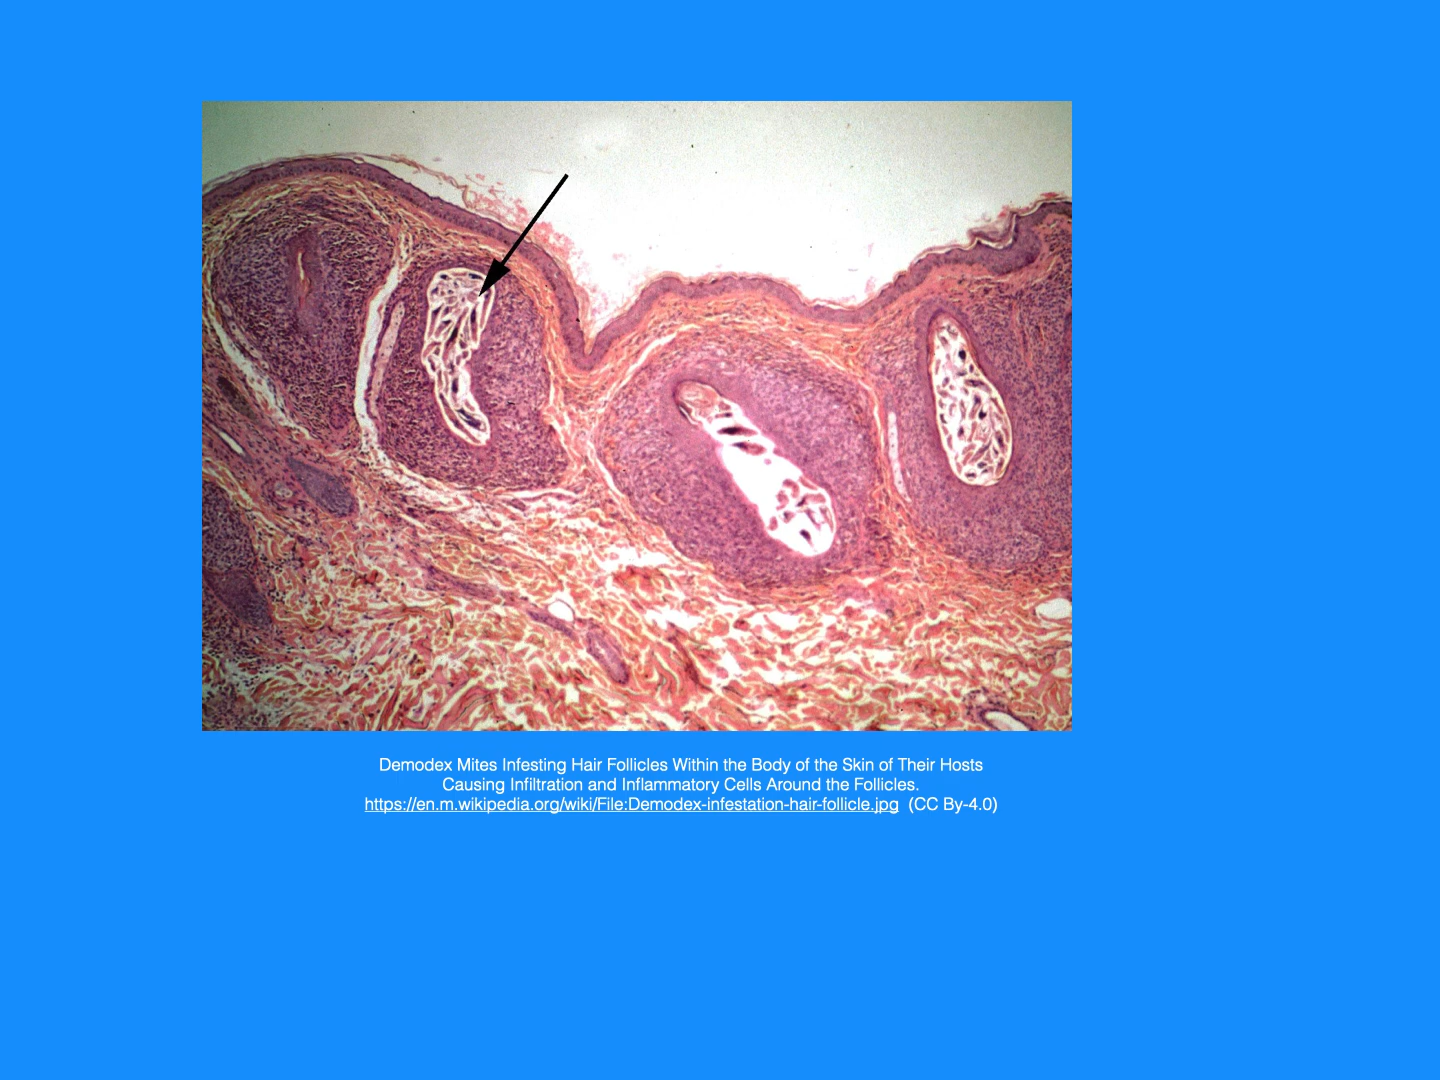 Demodex Mites Infesting Hair Follicles Within the Body of the Skin of Their Hosts
Causing Infiltration and Inflammatory Cells Around the Follicles.
https://en.m.wikipedia.org/wiki/File:Demodex-infestation-hair-follicle.jpg (CC By-4.0)